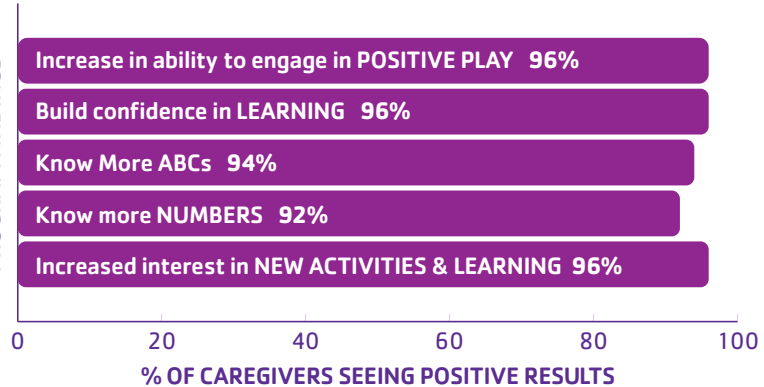 Increase in ability to engage in POSITIVE PLAY 96%
Build confidence in LEARNING 96%
Know More ABCs 94%
Know more NUMBERS 92%
Increased interest in NEW ACTIVITIES & LEARNING 96%
0 20 40 60 80 100
% OF CAREGIVERS SEEING POSITIVE RESULTS